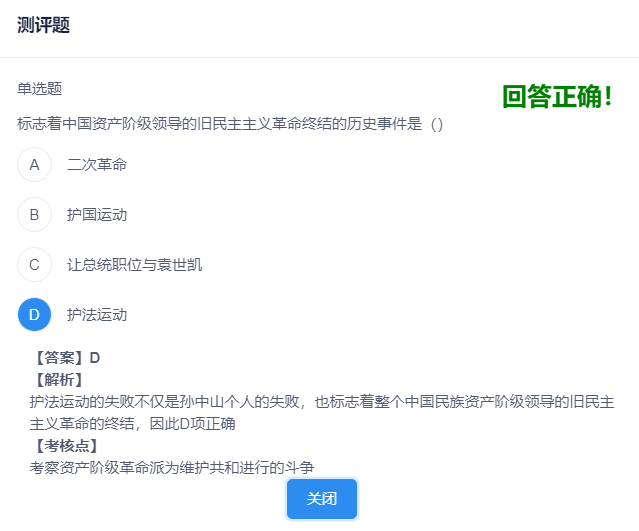 测评题
单选题
回答正确！
标志着中国资产阶级领导的旧民主主义革命终结的历史事件是（）
A 二次革命
B 护国运动
C 让总统职位与袁世凯
D 护法运动
【答案】D
【解析】
护法运动的失败不仅是孙中山个人的失败，也标志着整个中国民族资产阶级领导的旧民主
主义革命的终结，因此D项正确
【考核点】
考察资产阶级革命派为维护共和进行的斗争
关闭